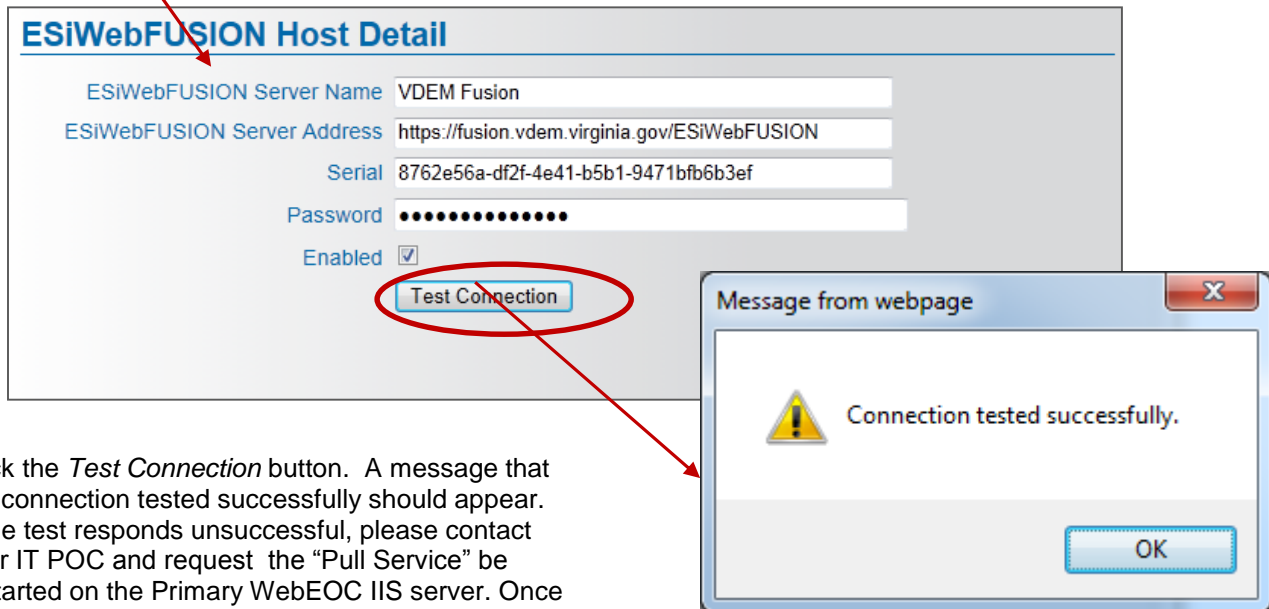 ESiWebFUSION Host Detail
ESiWebFUSION Server Name VDEM Fusion
ESiWebFUSION Server Address https://fusion.vdem.virginia.gov/ESiWebFUSION
Serial 8762e56a-df2f-4e41-b5b1-9471bfb6b3ef
Password ••••••••••••••
Enabled
Test Connection
Message from webpage
Connection tested successfully.
OK
ck the Test Connection button. A message that
connection tested successfully should appear.
e test responds unsuccessful, please contact
r IT POC and request the “Pull Service” be
tarted on the Primary WebEOC IIS server. Once